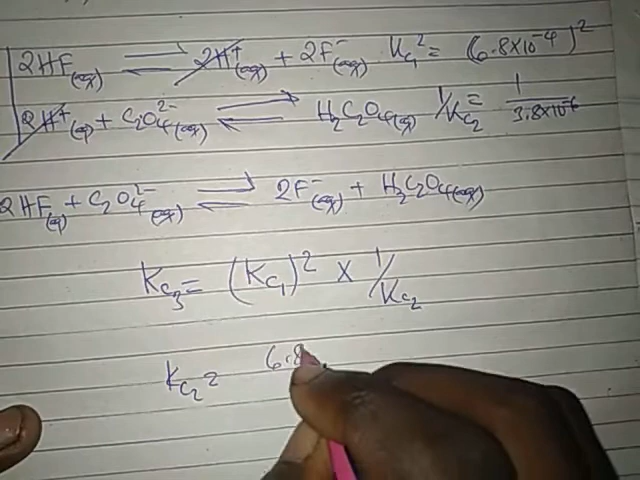 2HF(aq) ⇌ 2H⁺(aq) + 2F⁻(aq) Kc₁² = (6.8×10⁻⁴)²
2H⁺(aq) + C₂O₄²⁻(aq) ⇌ H₂C₂O₄(aq) 1/Kc₂ = 1/3.8×10⁻⁶
2HF(aq) + C₂O₄²⁻(aq) ⇌ 2F⁻(aq) + H₂C₂O₄(aq)
Kc₃ = (Kc₁)² × 1/Kc₂
Kc₂ = 6.8